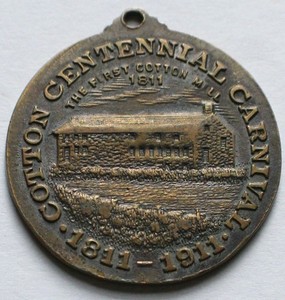 COTTON CENTENNIAL CARNIVAL
THE FIRST COTTON MILL
1811
· 1811 – 1911 ·